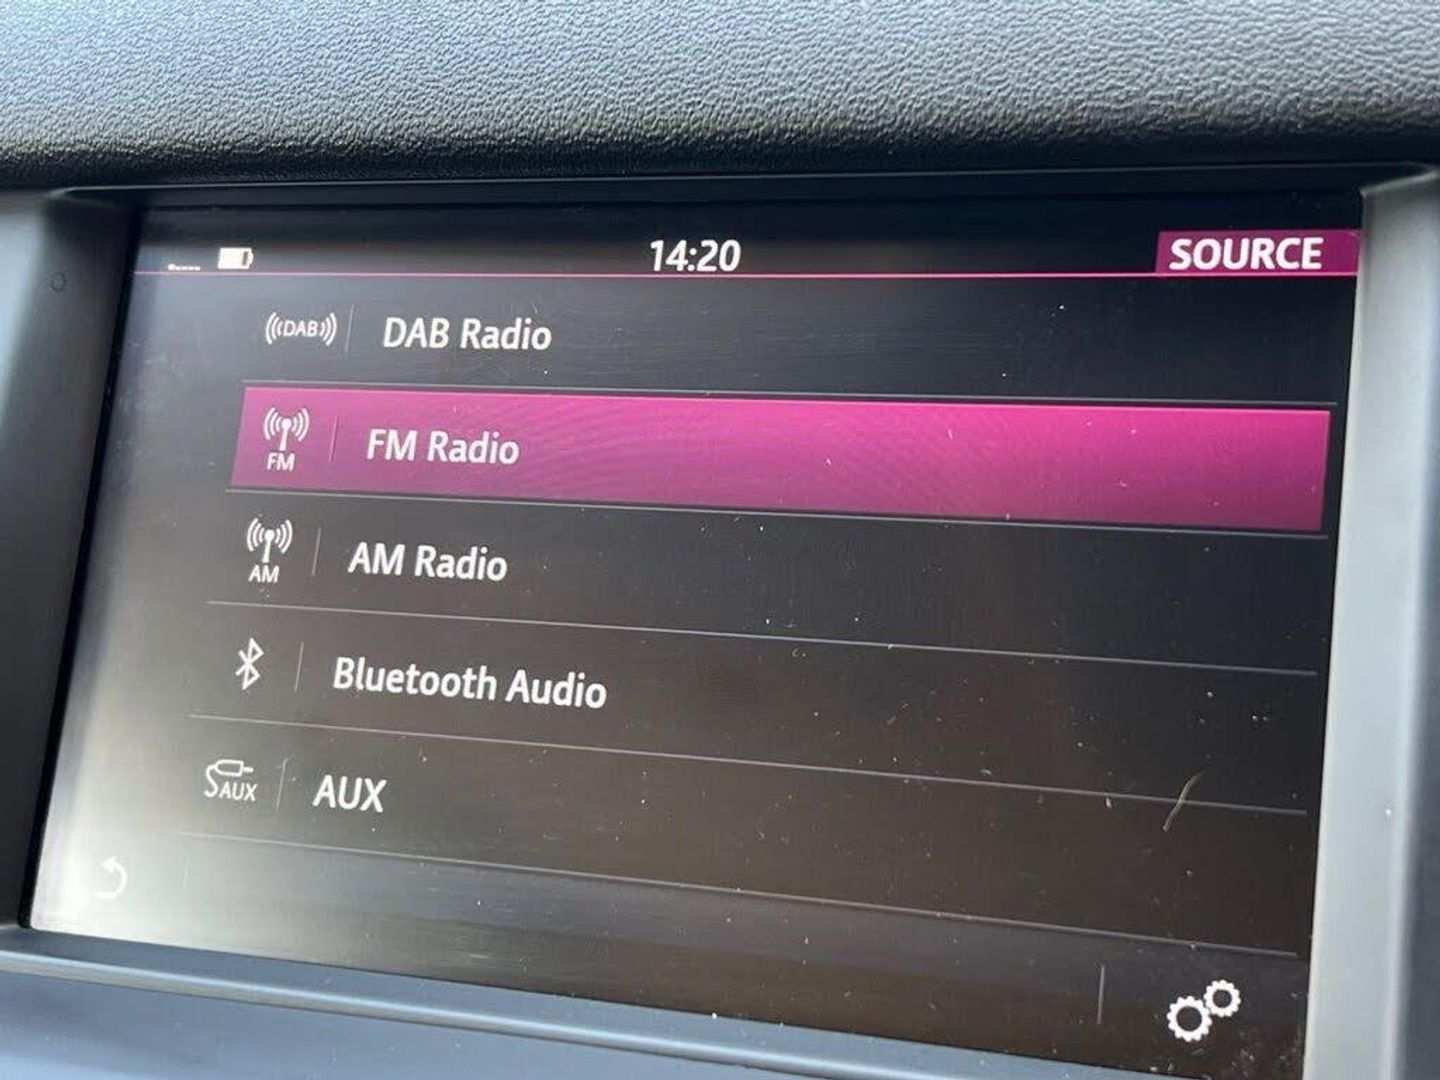 14:20
SOURCE
DAB
DAB Radio
FM
FM Radio
AM
AM Radio
Bluetooth Audio
AUX
AUX